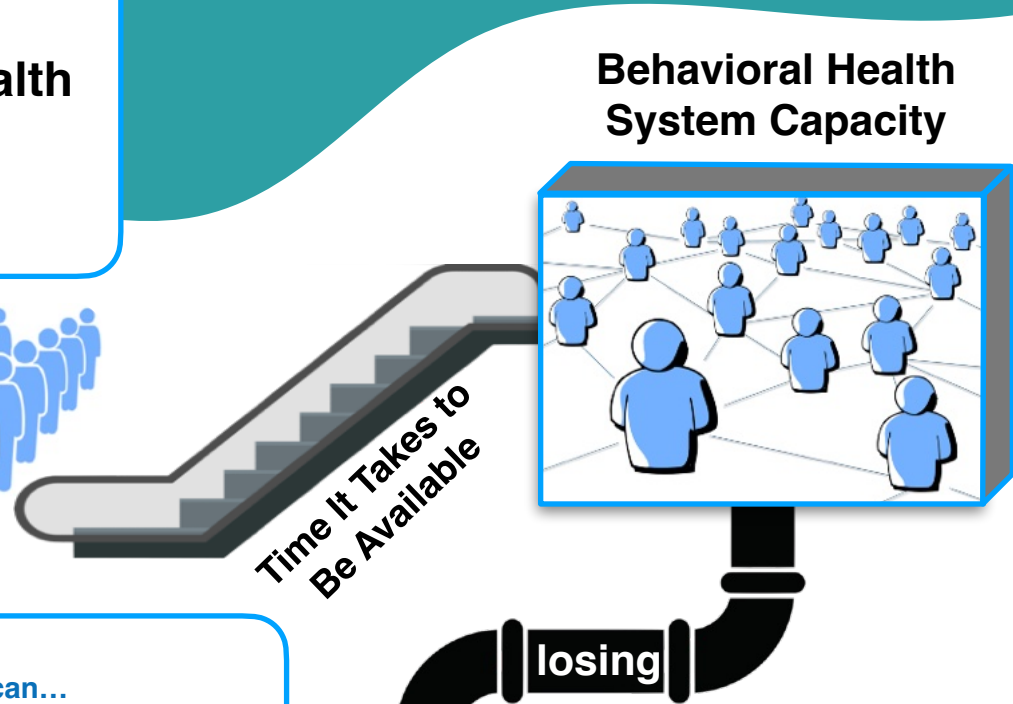 alth
Behavioral Health
System Capacity
Time It Takes to
Be Available
losing
can…